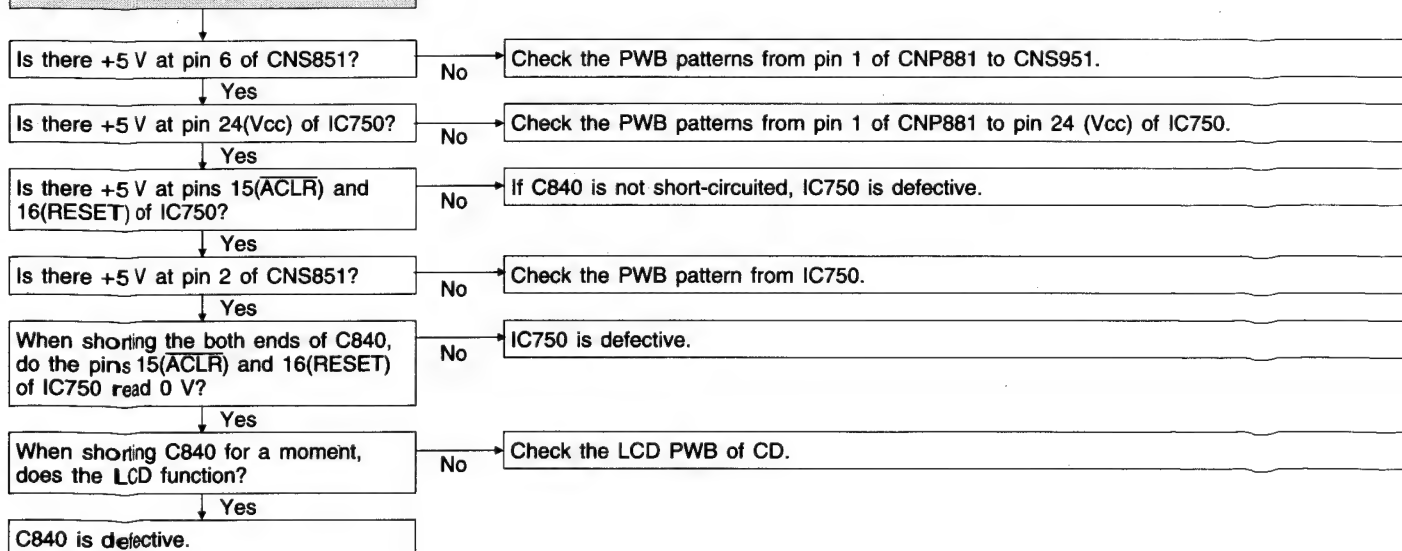 Is there +5 V at pin 6 of CNS851?
No
Check the PWB patterns from pin 1 of CNP881 to CNS951.
Yes
Is there +5 V at pin 24(Vcc) of IC750?
No
Check the PWB patterns from pin 1 of CNP881 to pin 24 (Vcc) of IC750.
Yes
Is there +5 V at pins 15(A̅C̅L̅R̅) and
16(RESET) of IC750?
No
If C840 is not short-circuited, IC750 is defective.
Yes
Is there +5 V at pin 2 of CNS851?
No
Check the PWB pattern from IC750.
Yes
When shorting the both ends of C840,
do the pins 15(A̅C̅L̅R̅) and 16(RESET)
of IC750 read 0 V?
No
IC750 is defective.
Yes
When shorting C840 for a moment,
does the LCD function?
No
Check the LCD PWB of CD.
Yes
C840 is defective.